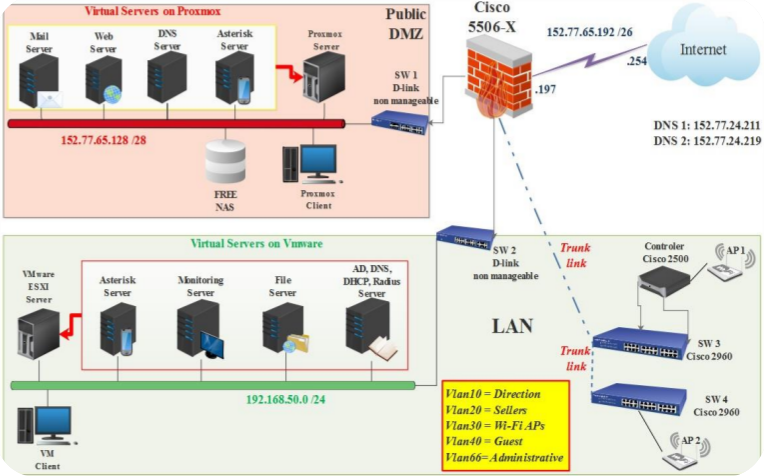 Virtual Servers on Proxmox
Mail
Server
Web
Server
DNS
Server
Asterisk
Server
Proxmox
Server
Public
DMZ
SW 1
D-link
non manageable
152.77.65.128 /28
FREE
NAS
Proxmox
Client
Cisco
5506-X
152.77.65.192 /26
.254
.197
Internet
DNS 1: 152.77.24.211
DNS 2: 152.77.24.219
Virtual Servers on Vmware
VMware
ESXI
Server
Asterisk
Server
Monitoring
Server
File
Server
AD, DNS,
DHCP, Radius
Server
192.168.50.0 /24
VM
Client
SW 2
D-link
non manageable
LAN
Trunk
link
Controler
Cisco 2500
AP 1
SW 3
Cisco 2960
Trunk
link
SW 4
Cisco 2960
AP 2
Vlan10 = Direction
Vlan20 = Sellers
Vlan30 = Wi-Fi APs
Vlan40 = Guest
Vlan66= Administrative